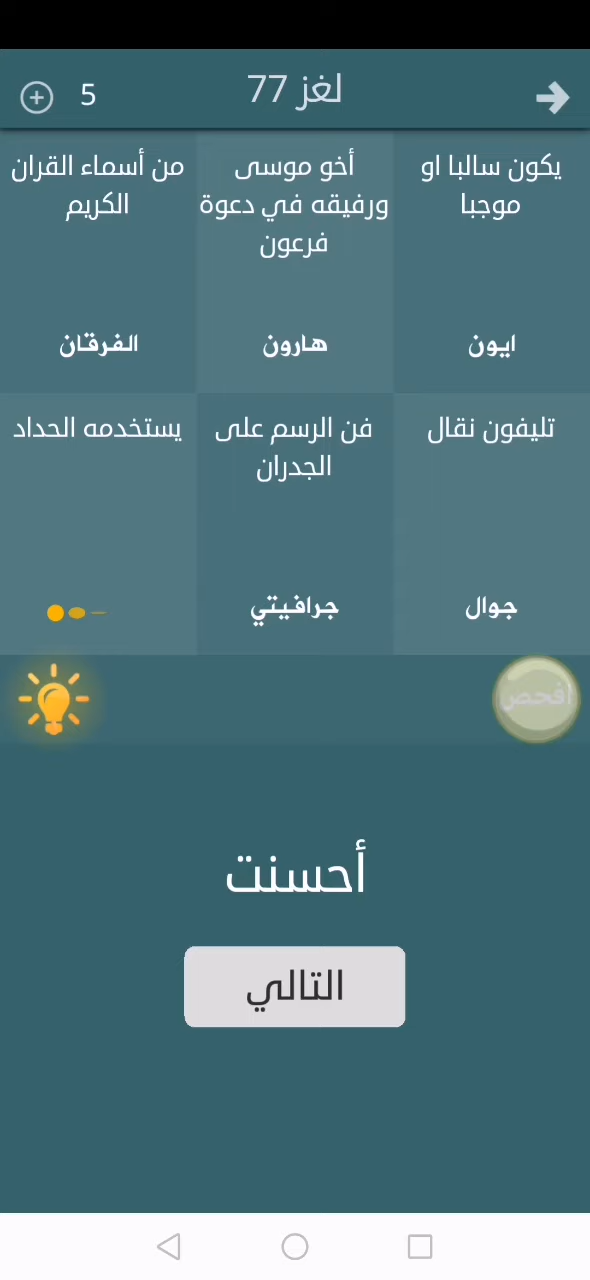 لغز 77
5
يكون سالبا او
موجبا
ايون
أخو موسى
ورفيقه في دعوة
فرعون
هارون
من أسماء القران
الكريم
الفرقان
تليفون نقال
جوال
فن الرسم على
الجدران
جرافيتي
يستخدمه الحداد
افحص
أحسنت
التالي